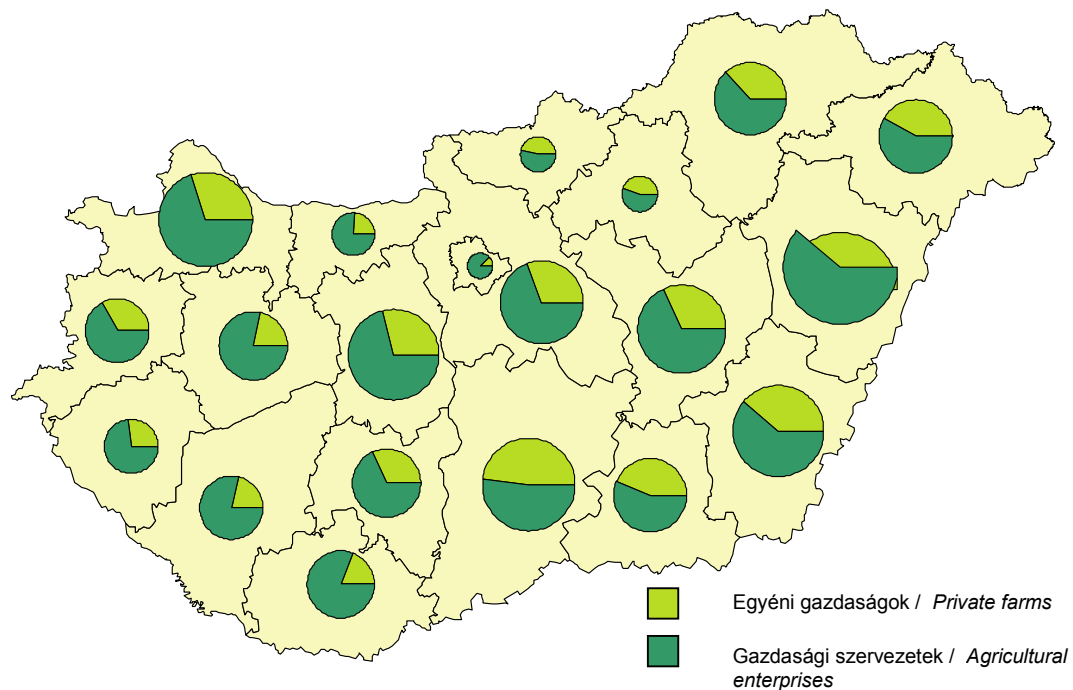 Egyéni gazdaságok / Private farms
Gazdasági szervezetek / Agricultural
enterprises